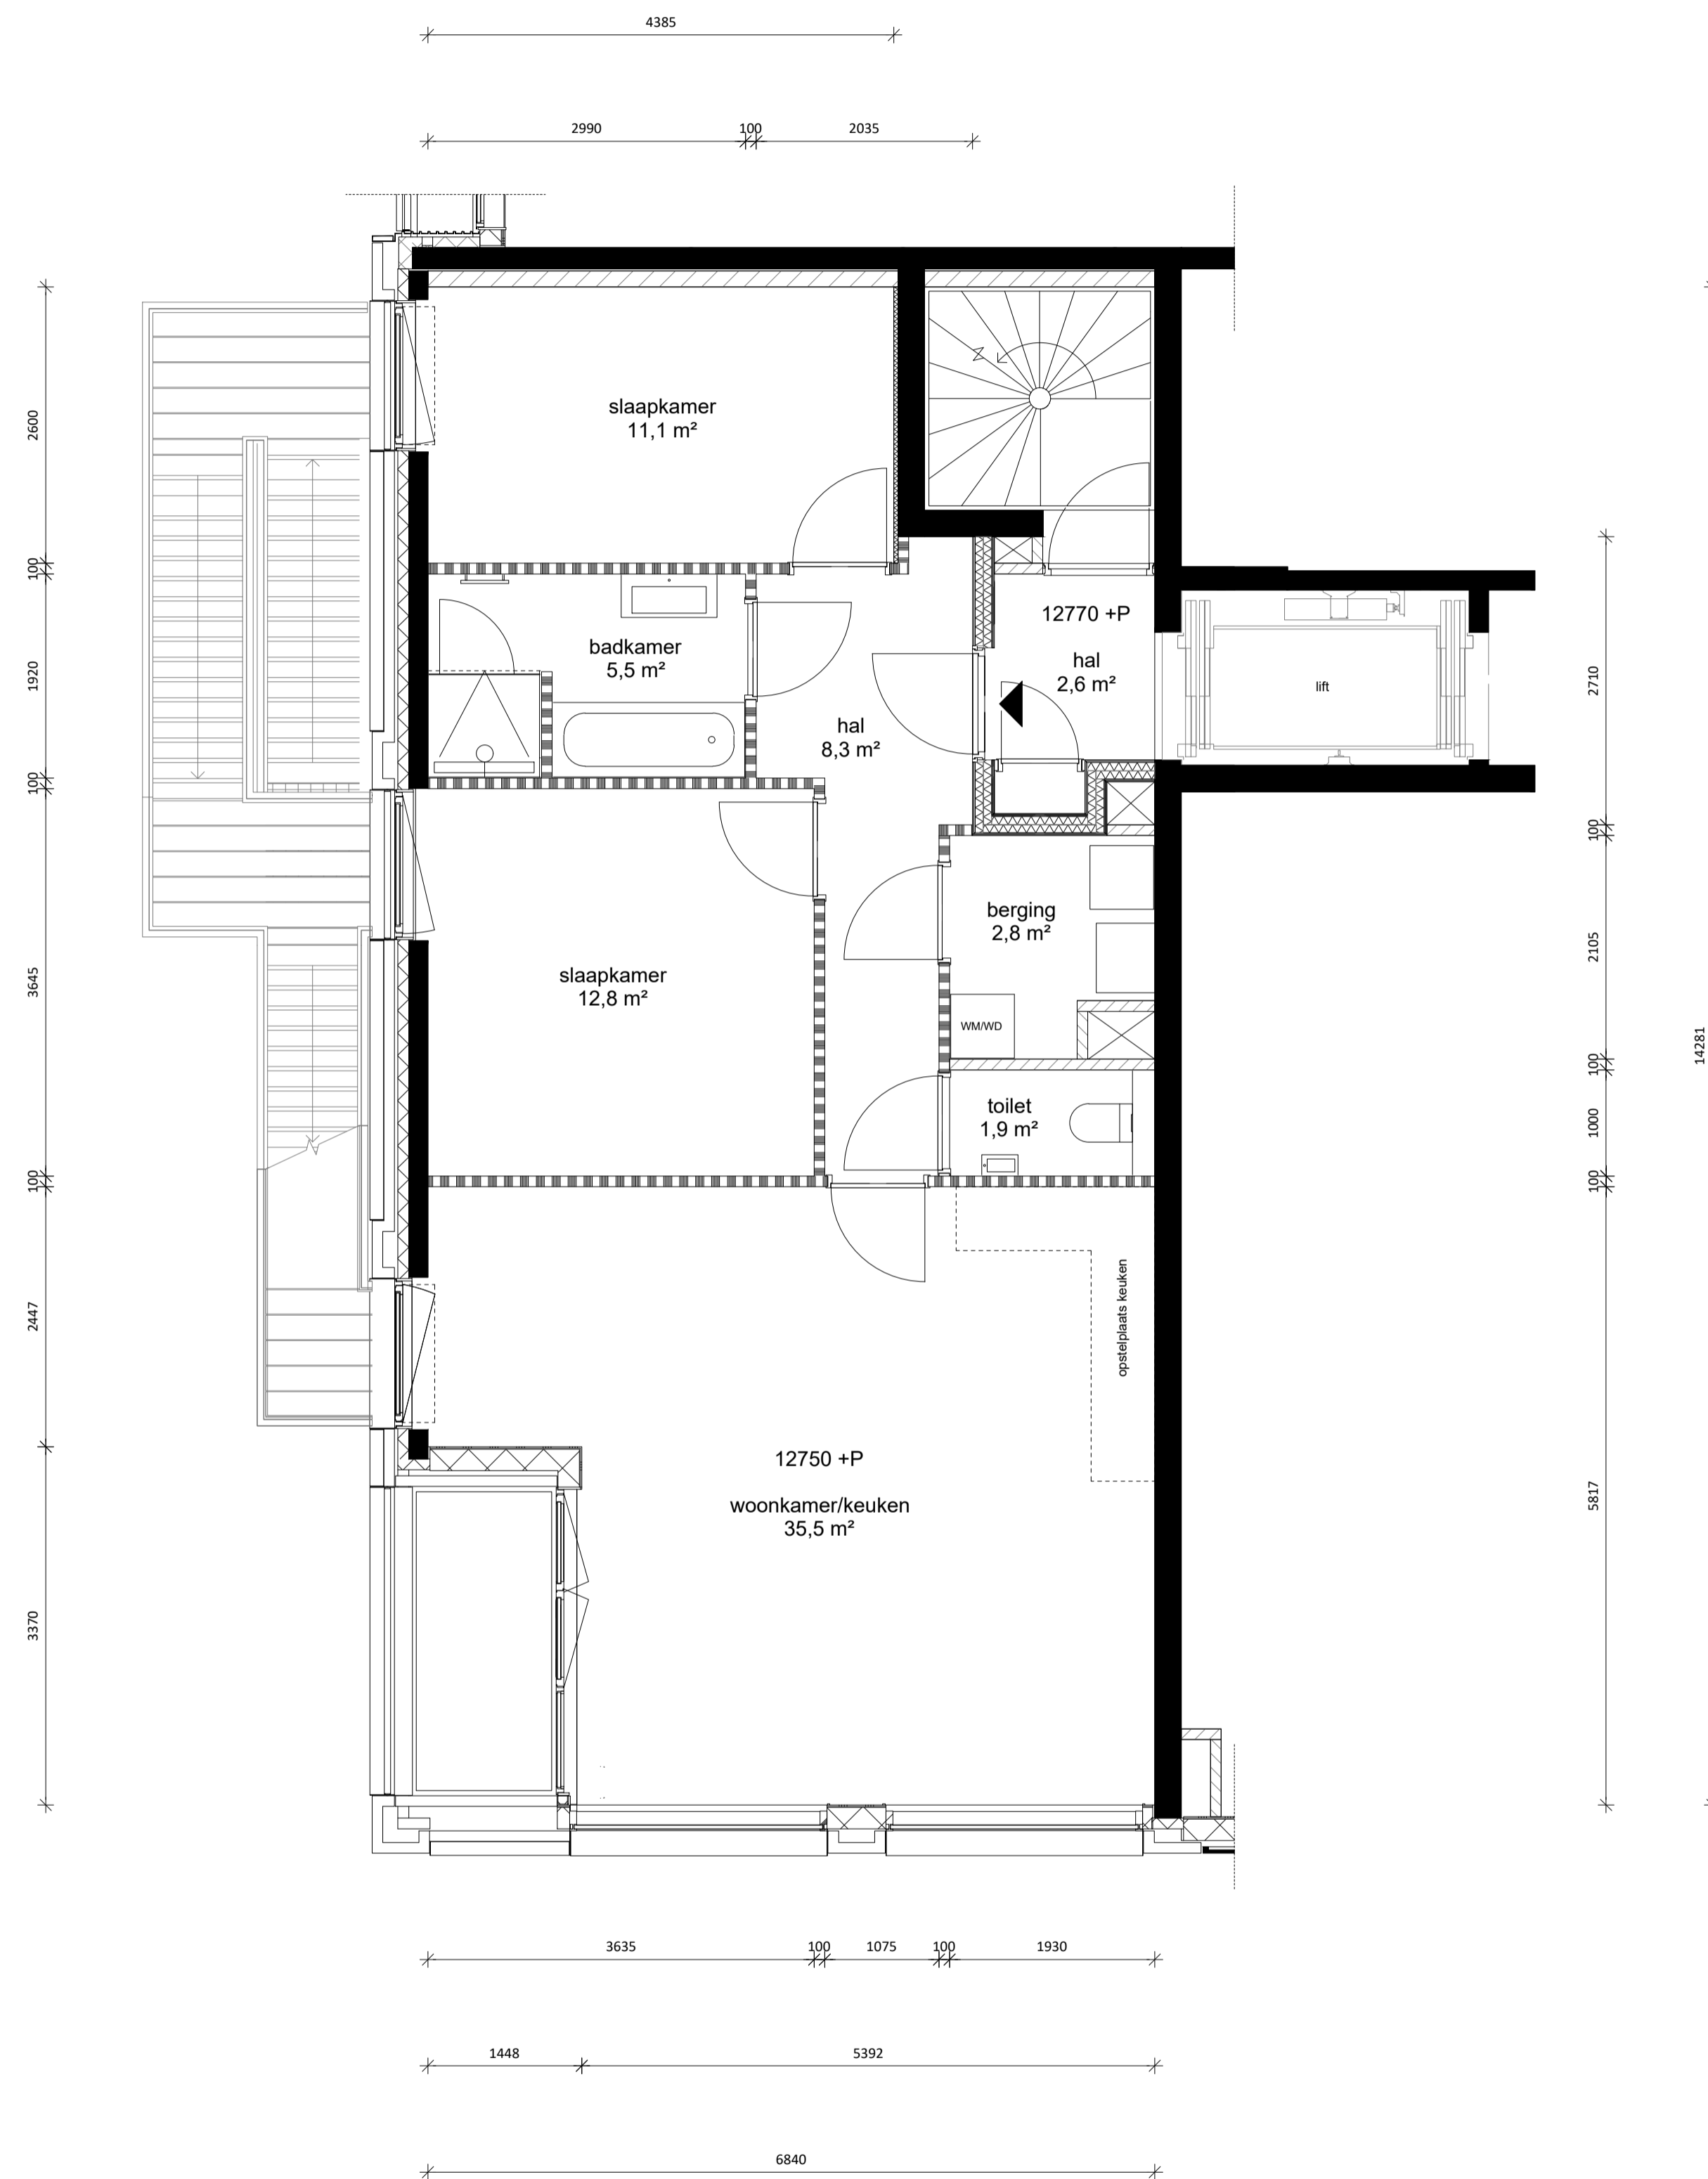 4385
2990
100
2035
slaapkamer
11,1 m²
2600
100
12770 +P
hal
2,6 m²
badkamer
5,5 m²
1920
lift
2710
hal
8,3 m²
100
100
berging
2,8 m²
2105
slaapkamer
12,8 m²
3645
WM/WD
14281
100
toilet
1,9 m²
1000
100
100
opstelplaats keuken
2447
12750 +P
woonkamer/keuken
35,5 m²
5817
3370
3635
100
1075
100
1930
1448
5392
6840